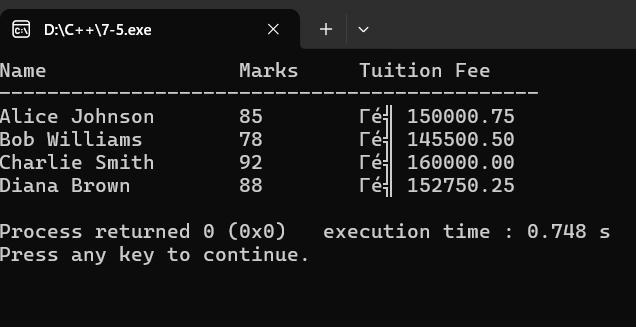 D:\C++\7-5.exe
Name Marks Tuition Fee
---------------------------------------------
Alice Johnson 85 Γé╣ 150000.75
Bob Williams 78 Γé╣ 145500.50
Charlie Smith 92 Γé╣ 160000.00
Diana Brown 88 Γé╣ 152750.25
Process returned 0 (0x0) execution time : 0.748 s
Press any key to continue.